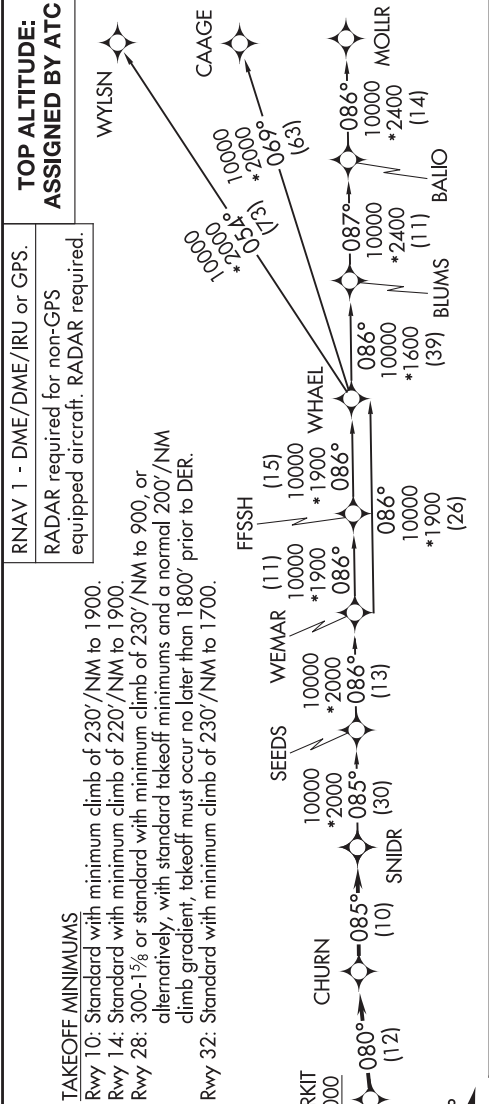 RNAV 1 - DME/DME/IRU or GPS.
RADAR required for non-GPS
equipped aircraft. RADAR required.
TOP ALTITUDE:
ASSIGNED BY ATC
TAKEOFF MINIMUMS
Rwy 10: Standard with minimum climb of 230'/NM to 1900.
Rwy 14: Standard with minimum climb of 220'/NM to 1900.
Rwy 28: 300-1⅝ or standard with minimum climb of 230'/NM to 900, or
alternatively, with standard takeoff minimums and a normal 200'/NM
climb gradient, takeoff must occur no later than 1800' prior to DER.
Rwy 32: Standard with minimum climb of 230'/NM to 1700.
080°
(12)
CHURN
085°
(10)
SNIDR
10000
*2000
085°
(30)
SEEDS
10000
*2000
086°
(13)
WEMAR
(11)
10000
*1900
086°
FFSSH
(15)
10000
*1900
086°
086°
10000
*1900
(26)
WHAEL
10000
*2000
054°
(73)
WYLSN
10000
*2000
069°
(63)
CAAGE
086°
10000
*1600
(39)
BLUMS
087°
10000
*2400
(11)
BALIO
086°
10000
*2400
(14)
MOLLR